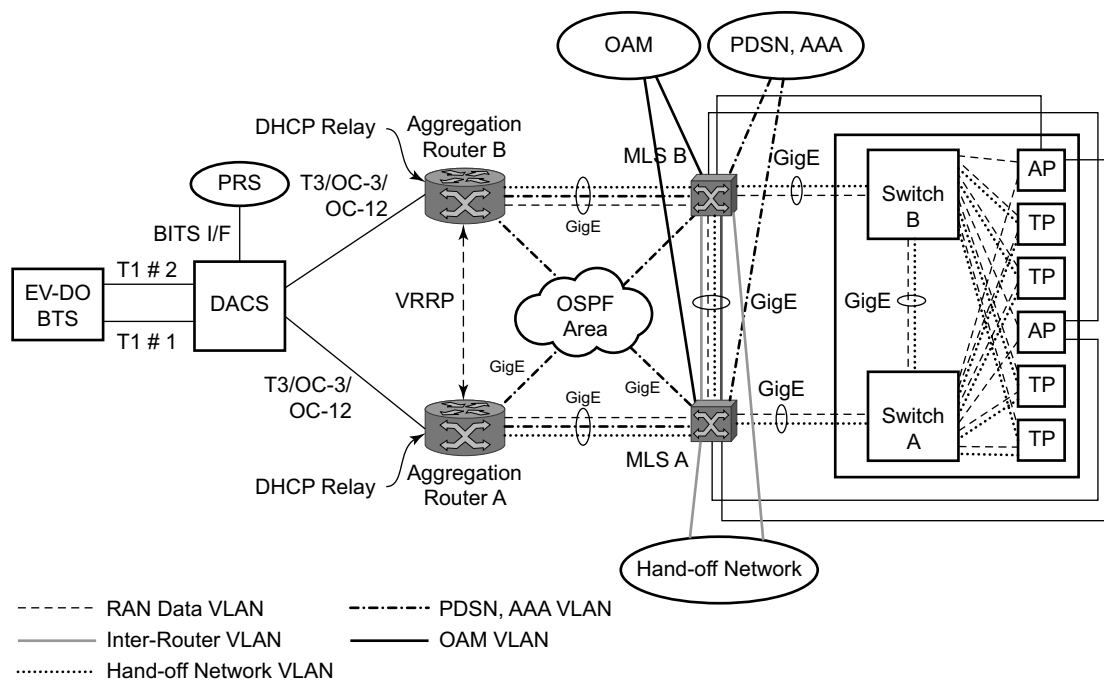 OAM
PDSN, AAA
DHCP Relay
Aggregation
Router B
MLS B
GigE
AP
PRS
T3/OC-3/
OC-12
GigE
Switch
B
TP
BITS I/F
T1 # 2
EV-DO
BTS
DACS
VRRP
OSPF
Area
GigE
GigE
TP
AP
T1 # 1
T3/OC-3/
OC-12
GigE
GigE
GigE
GigE
Switch
A
TP
TP
MLS A
DHCP Relay
Aggregation
Router A
Hand-off Network
RAN Data VLAN
PDSN, AAA VLAN
Inter-Router VLAN
OAM VLAN
Hand-off Network VLAN